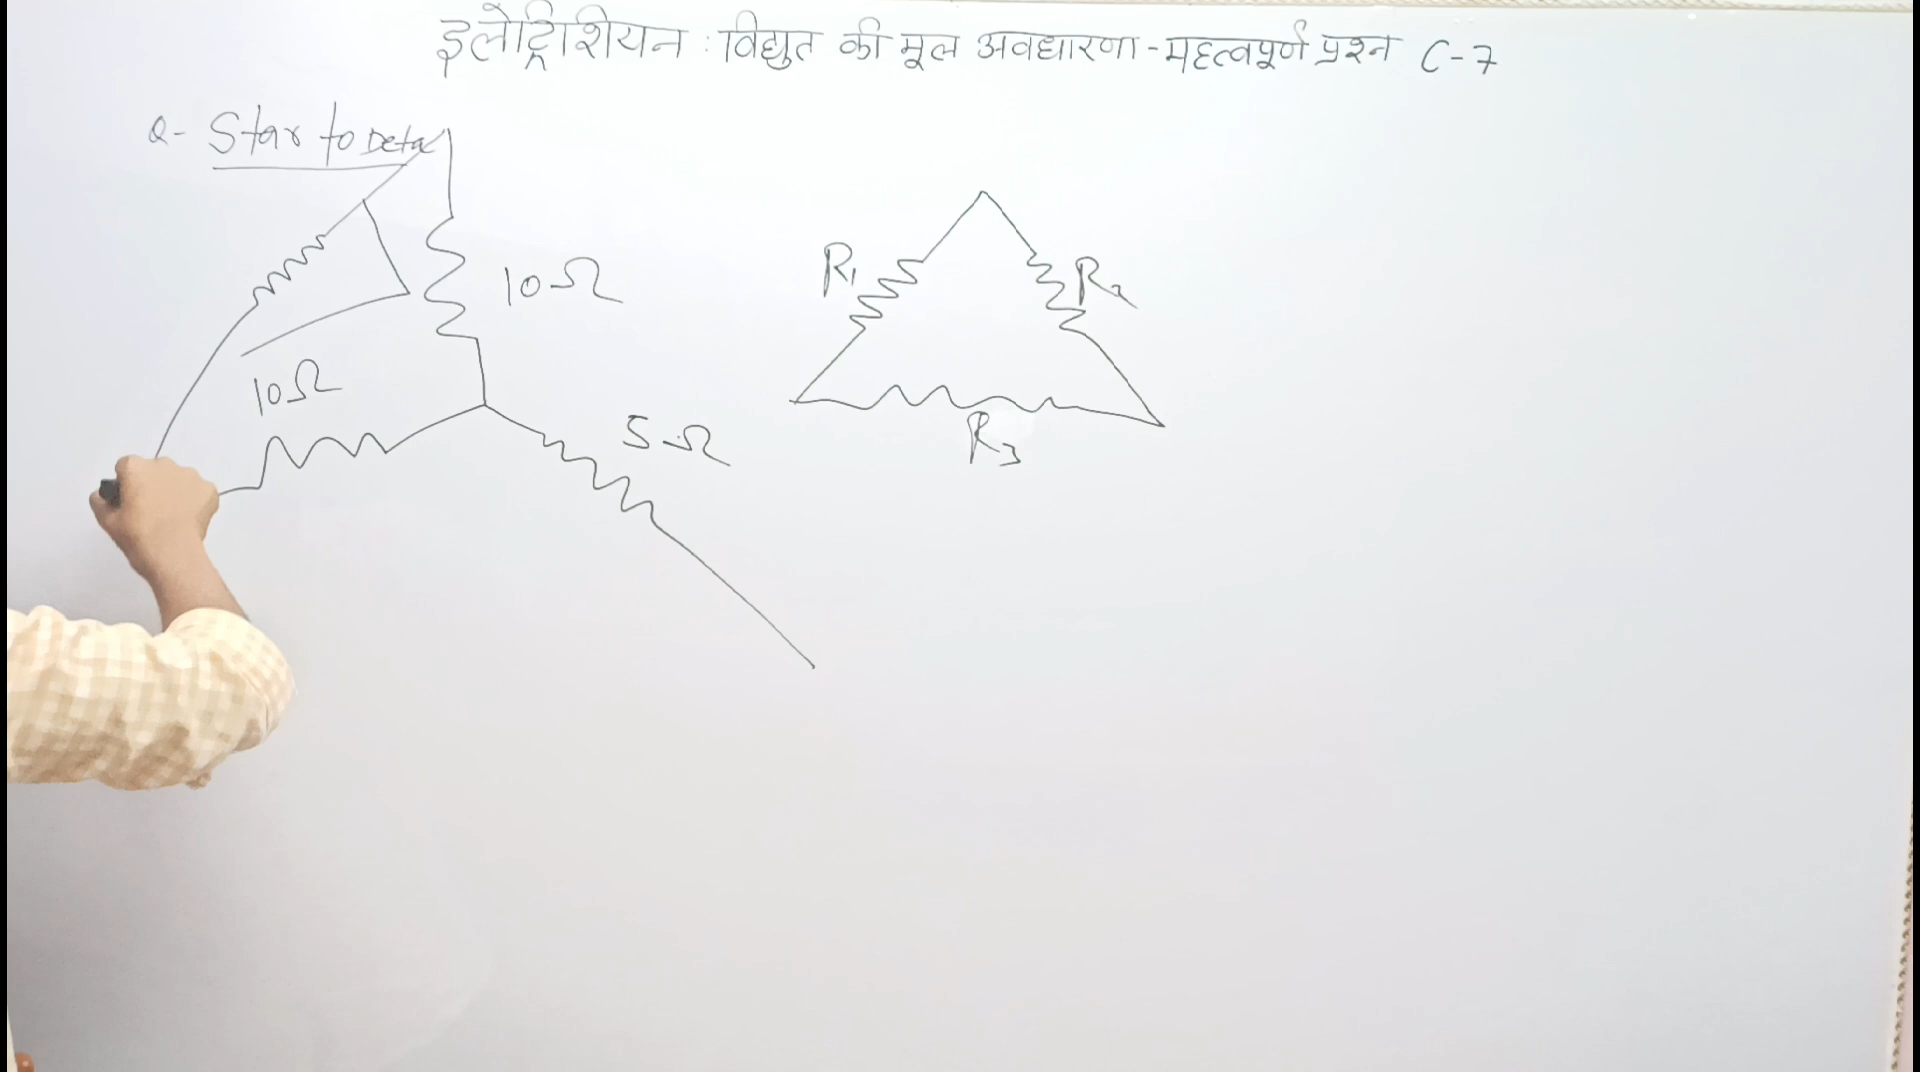 इलेट्रिशियन : विद्युत की मूल अवधारणा - महत्वपूर्ण प्रश्न C-7
Q- Star to Delta
10Ω
R1
R2
10Ω
5Ω
R3